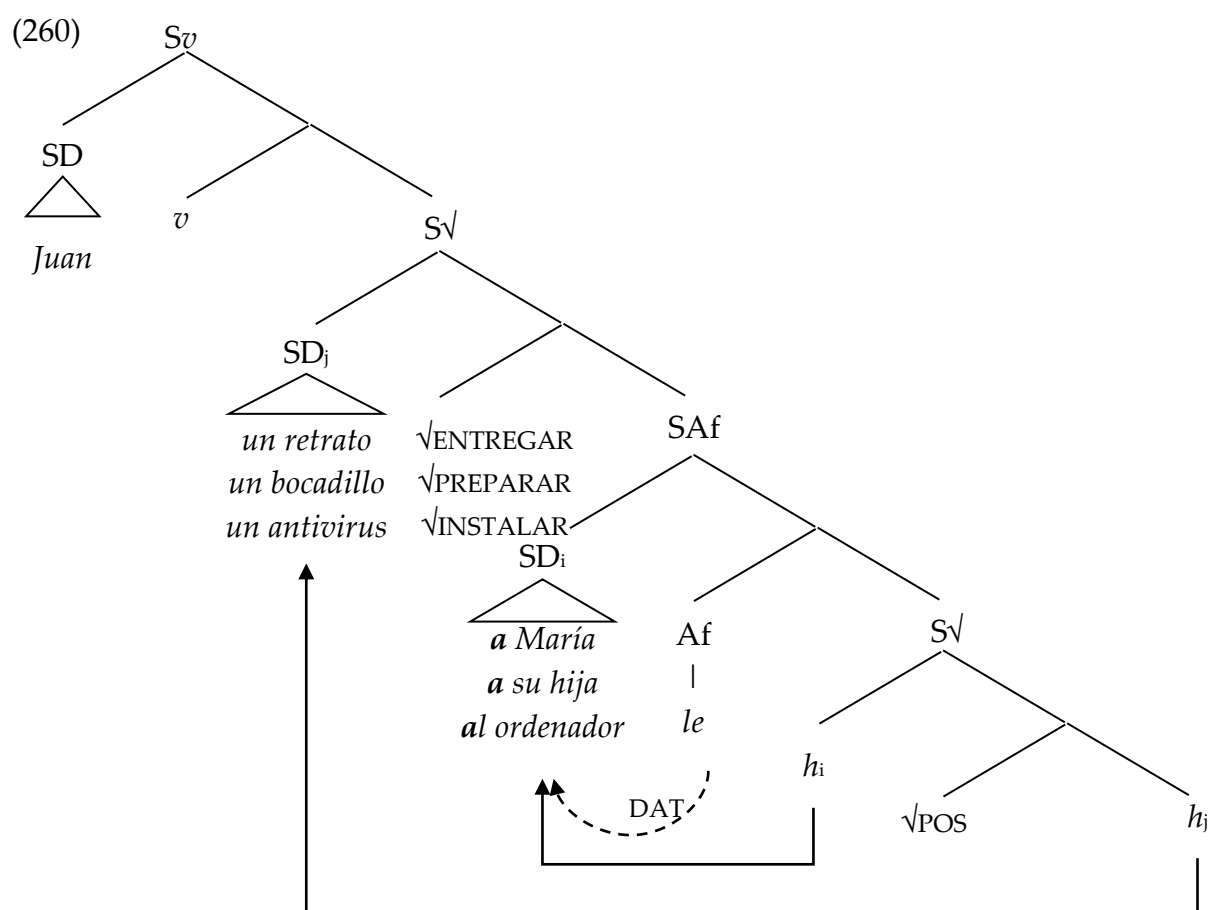 (260)
Sv
SD
v
Juan
S√
SDj
un retrato √ENTREGAR SAf
un bocadillo √PREPARAR
un antivirus √INSTALAR
SDi
a María Af S√
a su hija |
al ordenador le
hi
DAT
√POS hj